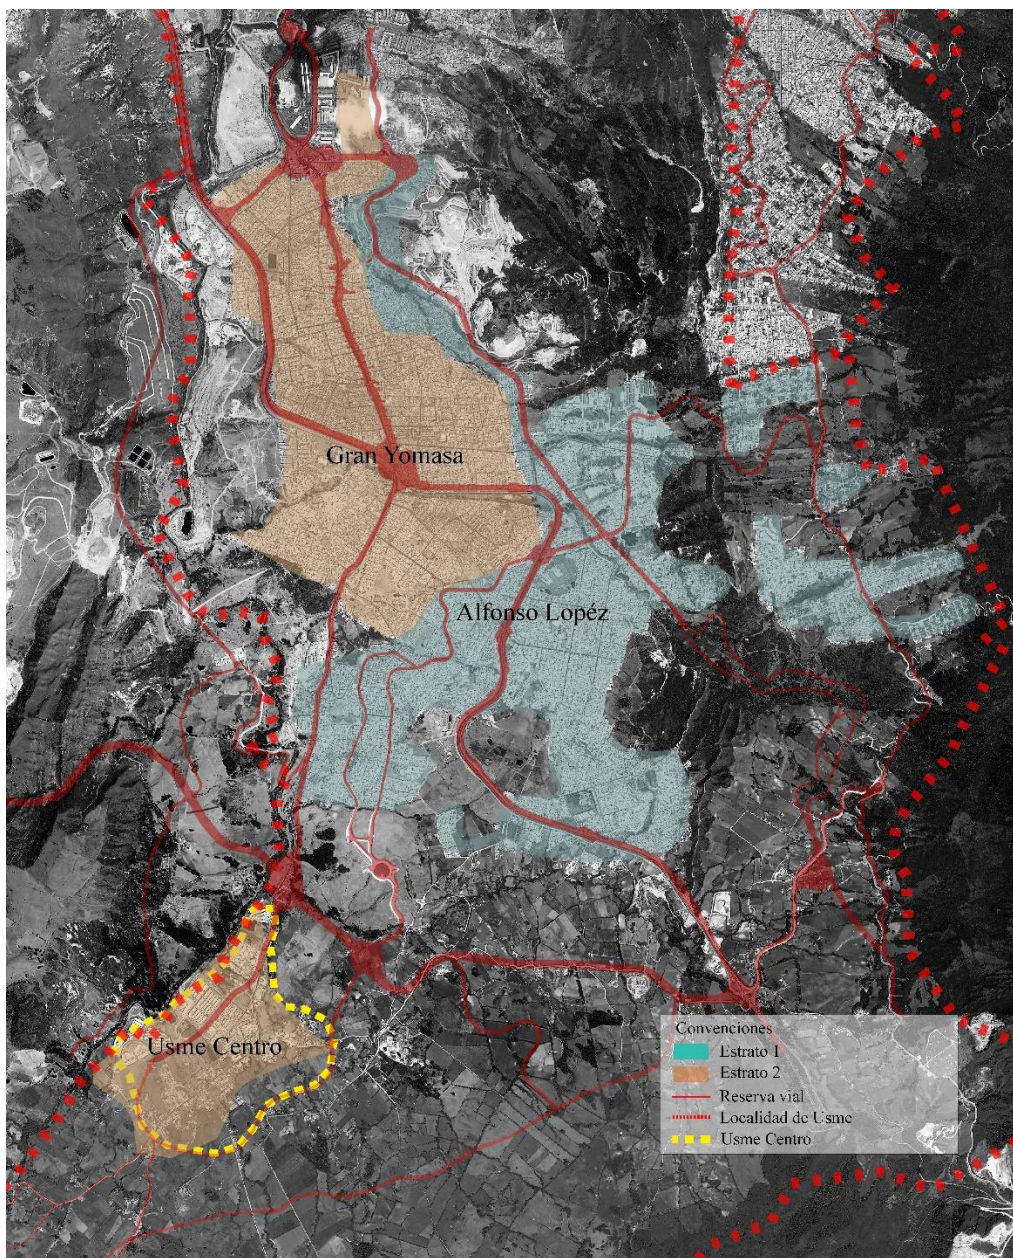 Gran Yomasa
Alfonso Lopéz
Usme Centro
Convenciones
Estrato 1
Estrato 2
Reserva vial
Localidad de Usme
Usme Centro